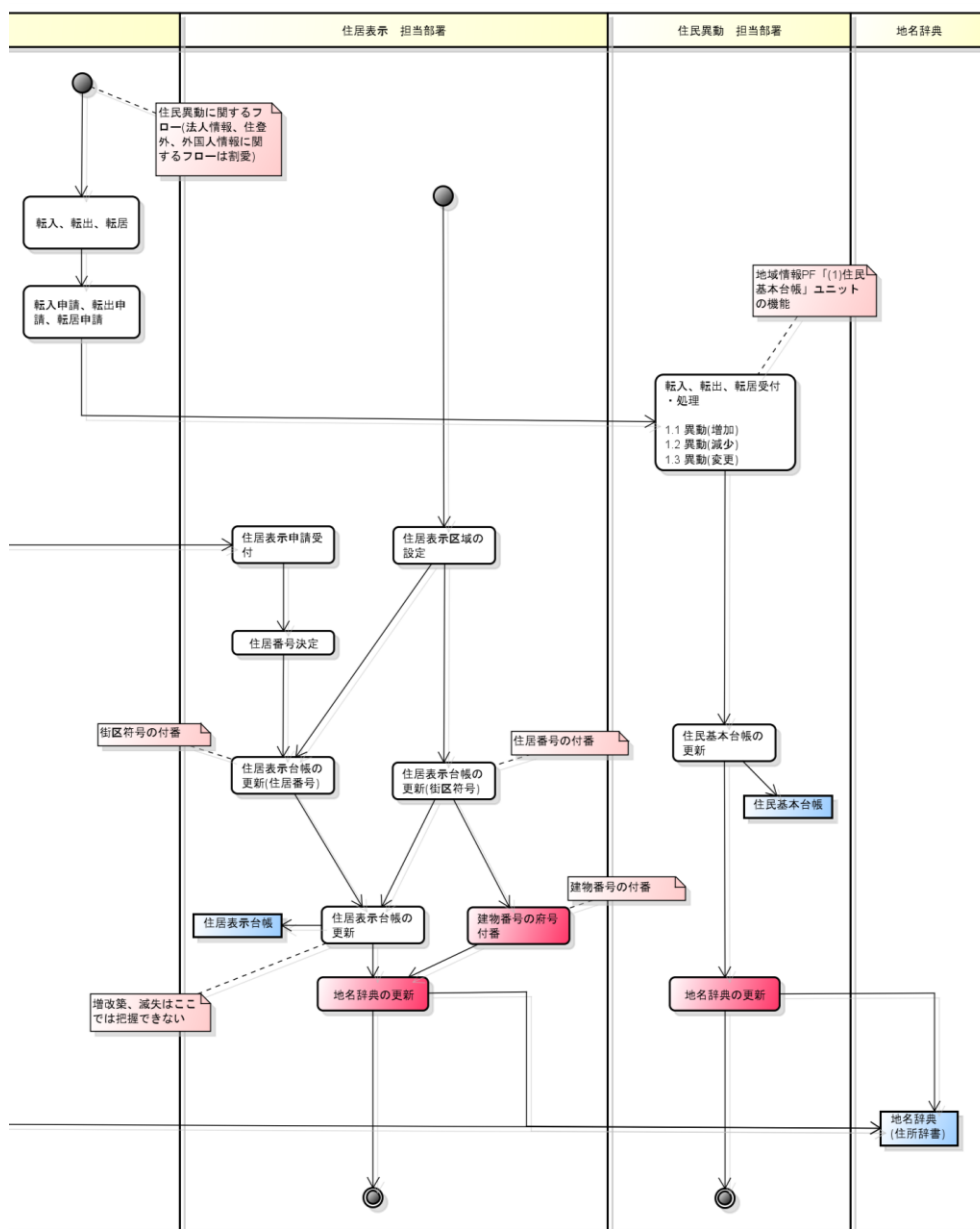 住居表示　担当部署
住民異動　担当部署
地名辞典
住民異動に関するフ
ロー(法人情報、住登
外、外国人情報に関
するフローは割愛)
転入、転出、転居
転入申請、転出申
請、転居申請
地域情報PF「(1)住民
基本台帳」ユニット
の機能
転入、転出、転居受付
・処理
1.1 異動(増加)
1.2 異動(減少)
1.3 異動(変更)
住居表示申請受
付
住居表示区域の
設定
住居番号決定
街区符号の付番
住居表示台帳の
更新(住居番号)
住居表示台帳の
更新(街区符号)
住居番号の付番
住民基本台帳の
更新
住民基本台帳
建物番号の付番
住居表示台帳
住居表示台帳の
更新
建物番号の府号
付番
増改築、滅失はここ
では把握できない
地名辞典の更新
地名辞典の更新
地名辞典
(住所辞書)